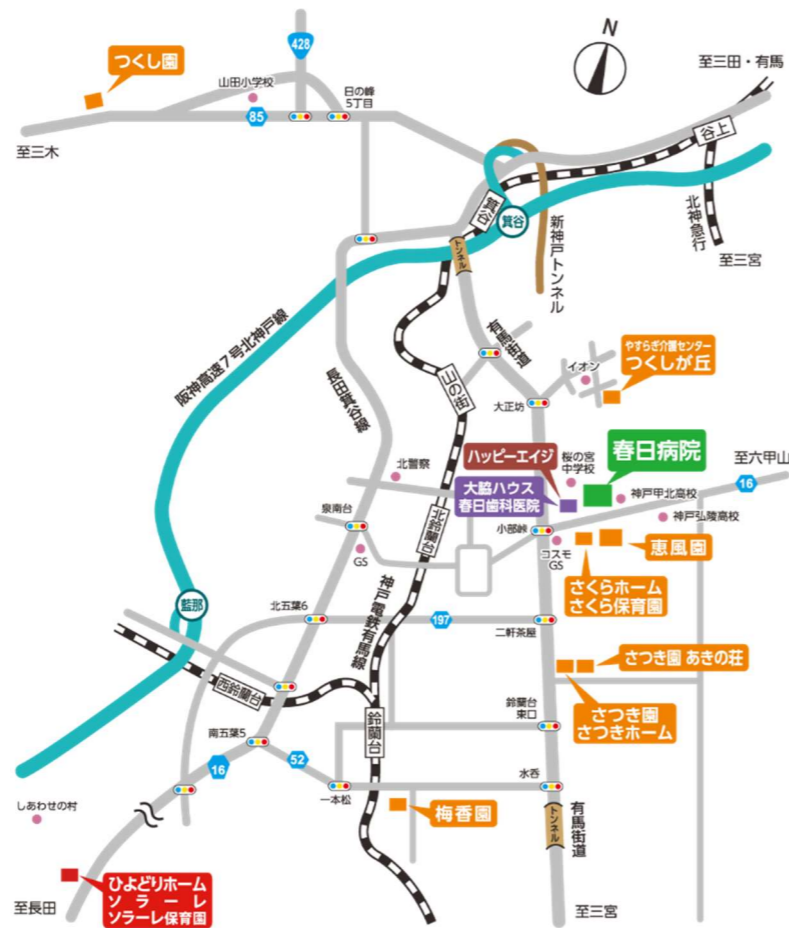 N
428
つくし園
山田小学校
日の峰
5丁目
至三田・有馬
85
至三木
谷上
箕谷
箕谷
新神戸トンネル
北神急行
至三宮
トンネル
阪神高速7号北神戸線
有馬街道
長田箕谷線
山の街
やすらぎ介護センター
つくしが丘
イオン
大正坊
ハッピーエイジ
桜の宮
中学校
春日病院
至六甲山
16
北警察
大脇ハウス
春日歯科医院
神戸甲北高校
神戸弘陵高校
泉南台
北鈴蘭台
小部峠
GS
コスモ
GS
恵風園
さくらホーム
さくら保育園
藍那
神戸電鉄有馬線
北五葉6
197
二軒茶屋
西鈴蘭台
さつき園 あきの荘
鈴蘭台
鈴蘭台
東口
さつき園
さつきホーム
南五葉5
16
52
水呑
一本松
梅香園
しあわせの村
トンネル
有馬街道
ひよどりホーム
ソラーレ
ソラーレ保育園
至長田
至三宮